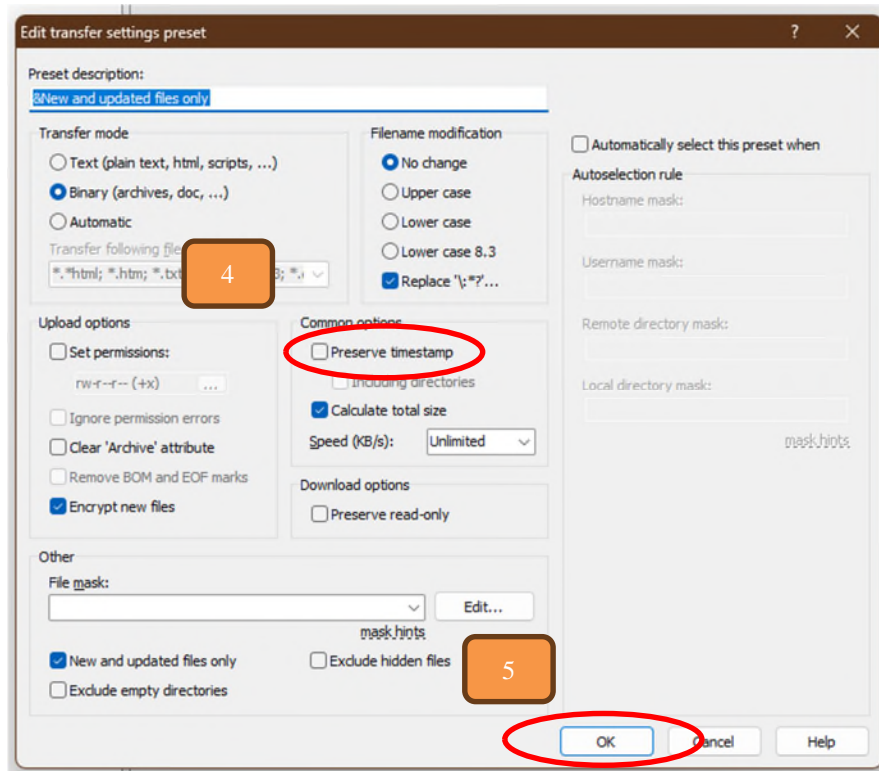 Edit transfer settings preset
?
Preset description:
&New and updated files only
Transfer mode
Text (plain text, html, scripts, ...)
Binary (archives, doc, ...)
Automatic
Transfer following
*.*html; *.htm; *.txt
4
Filename modification
No change
Upper case
Lower case
Lower case 8.3
Replace '\:*?'...
Automatically select this preset when
Autoselection rule
Hostname mask:
Username mask:
Remote directory mask:
Local directory mask:
mask hints
Upload options
Set permissions:
rw-r--r-- (+x)
...
Ignore permission errors
Clear 'Archive' attribute
Remove BOM and EOF marks
Encrypt new files
Common options
Preserve timestamp
Including directories
Calculate total size
Speed (KB/s): Unlimited
Download options
Preserve read-only
Other
File mask:
Edit...
mask hints
New and updated files only
Exclude hidden files
Exclude empty directories
5
OK
Cancel
Help